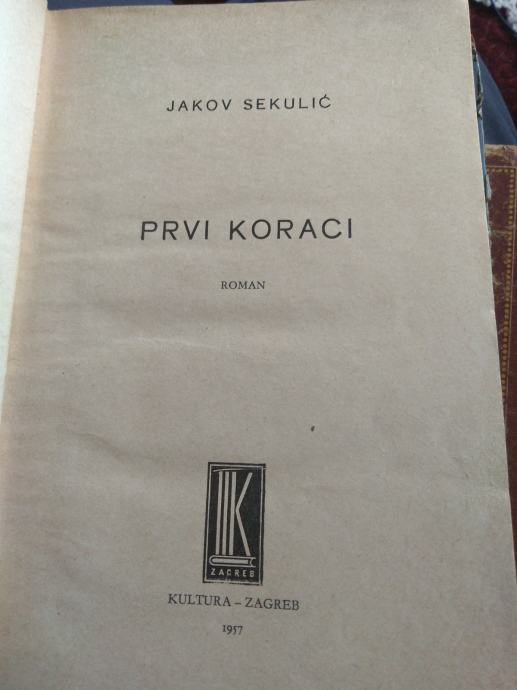 JAKOV SEKULIĆ
PRVI KORACI
ROMAN
K
ZAGREB
KULTURA – ZAGREB
1957